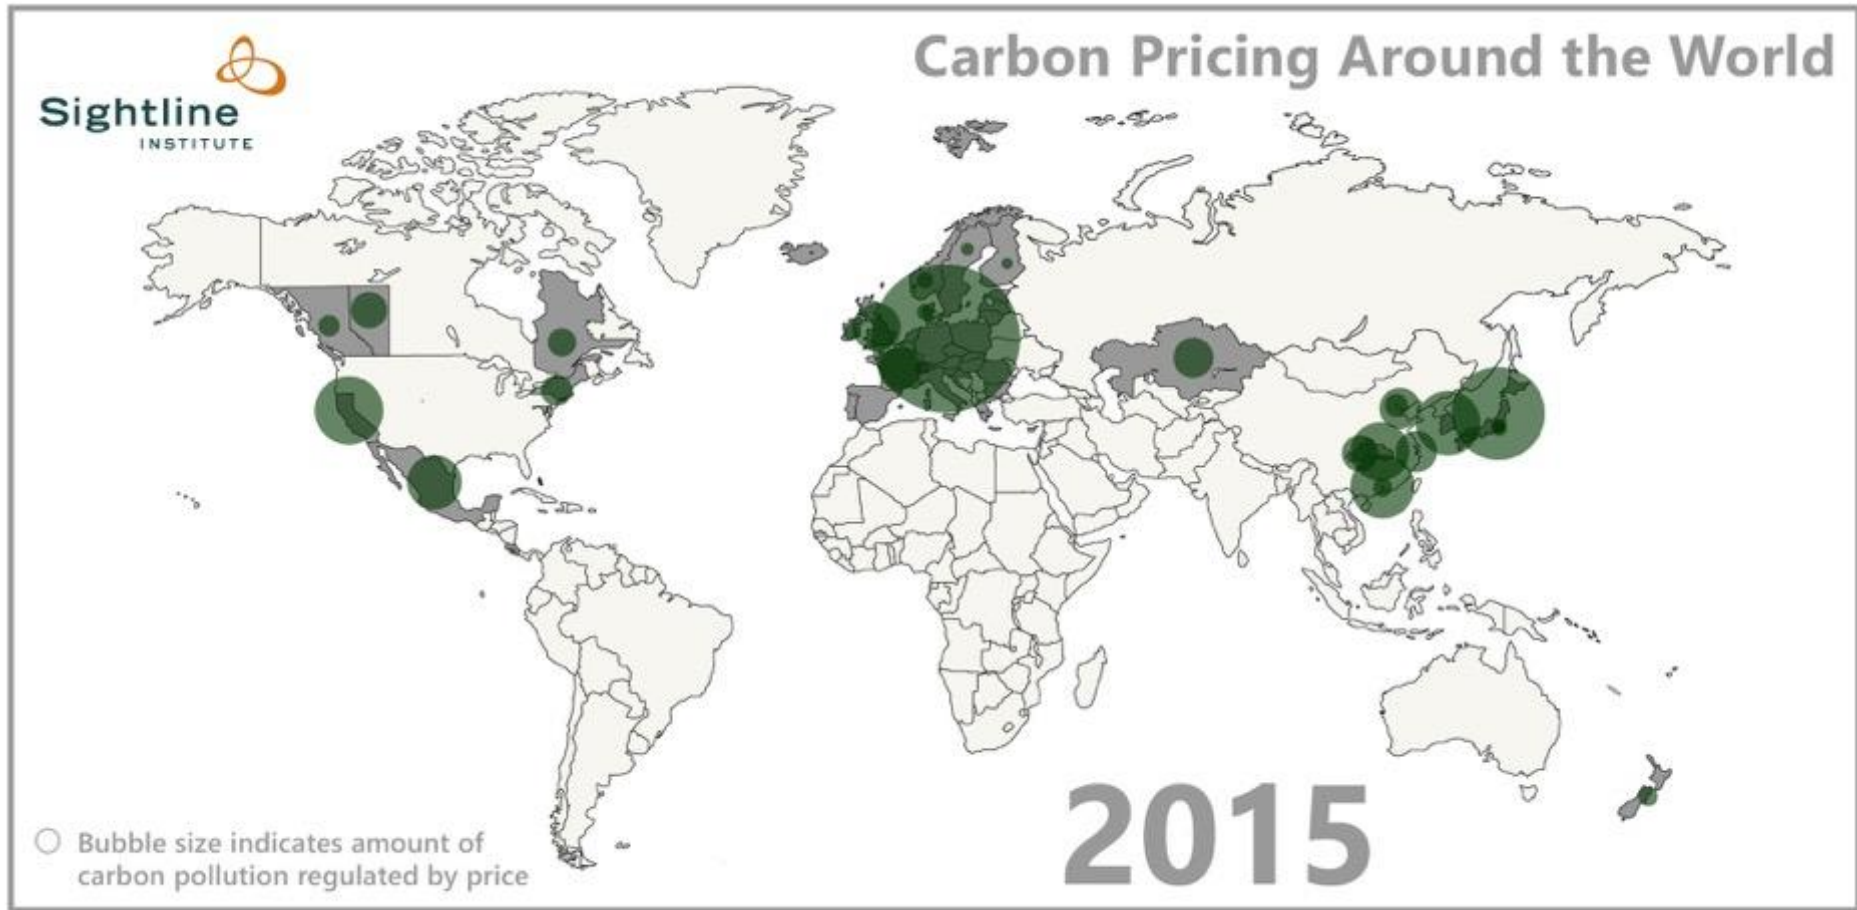 Carbon Pricing Around the World
Sightline
INSTITUTE
2015
Bubble size indicates amount of
carbon pollution regulated by price